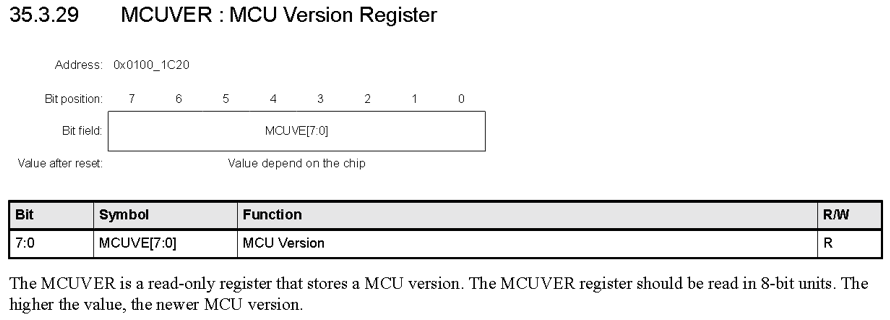 35.3.29 MCUVER : MCU Version Register
Address: 0x0100_1C20
Bit position: 7 6 5 4 3 2 1 0
Bit field: MCUVE[7:0]
Value after reset: Value depend on the chip
Bit Symbol Function R/W
7:0 MCUVE[7:0] MCU Version R
The MCUVER is a read-only register that stores a MCU version. The MCUVER register should be read in 8-bit units. The
higher the value, the newer MCU version.